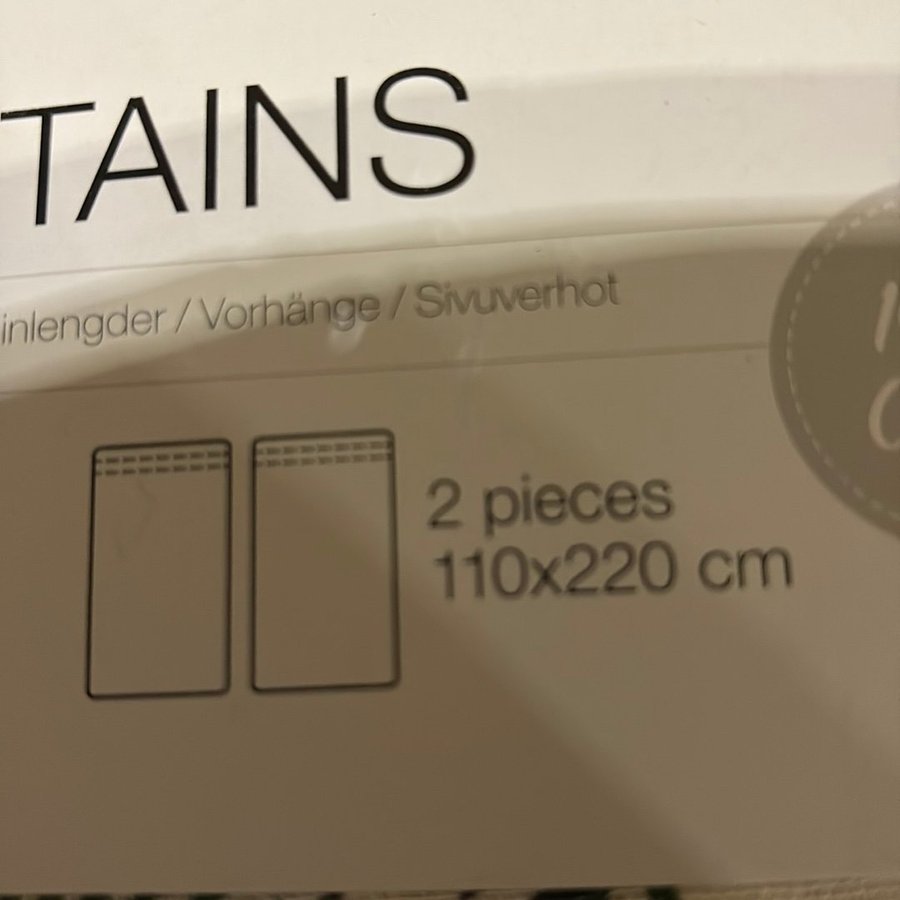 TAINS
inlengder / Vorhänge / Sivuverhot
2 pieces
110x220 cm